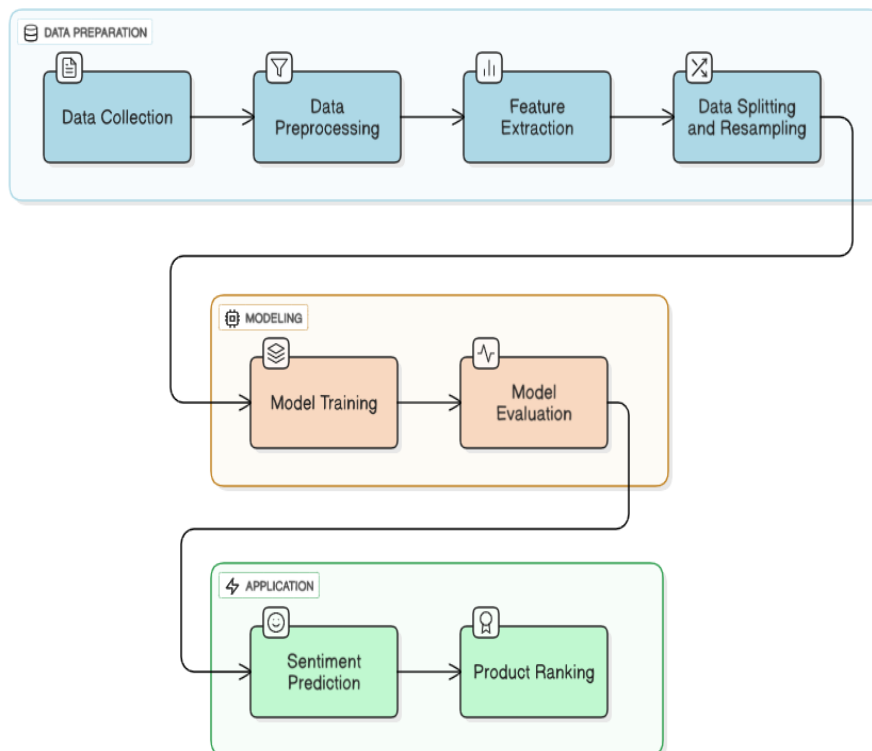 DATA PREPARATION
Data Collection
Data
Preprocessing
Feature
Extraction
Data Splitting
and Resampling
MODELING
Model Training
Model
Evaluation
APPLICATION
Sentiment
Prediction
Product Ranking